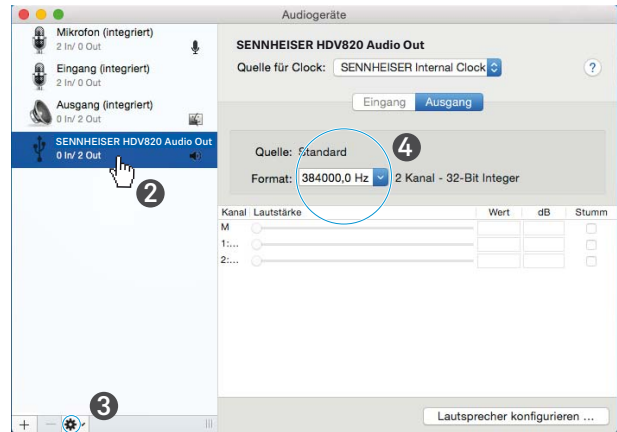 Audiogeräte
Mikrofon (integriert)
2 In/ 0 Out
Eingang (integriert)
2 In/ 0 Out
Ausgang (integriert)
0 In/ 2 Out
SENNHEISER HDV820 Audio Out
0 In/ 2 Out
2
3
+ −
SENNHEISER HDV820 Audio Out
Quelle für Clock: SENNHEISER Internal Clock ?
Eingang Ausgang
4
Quelle: Standard
Format: 384000,0 Hz 2 Kanal - 32-Bit Integer
Kanal Lautstärke Wert dB Stumm
M
1:...
2:...
Lautsprecher konfigurieren ...